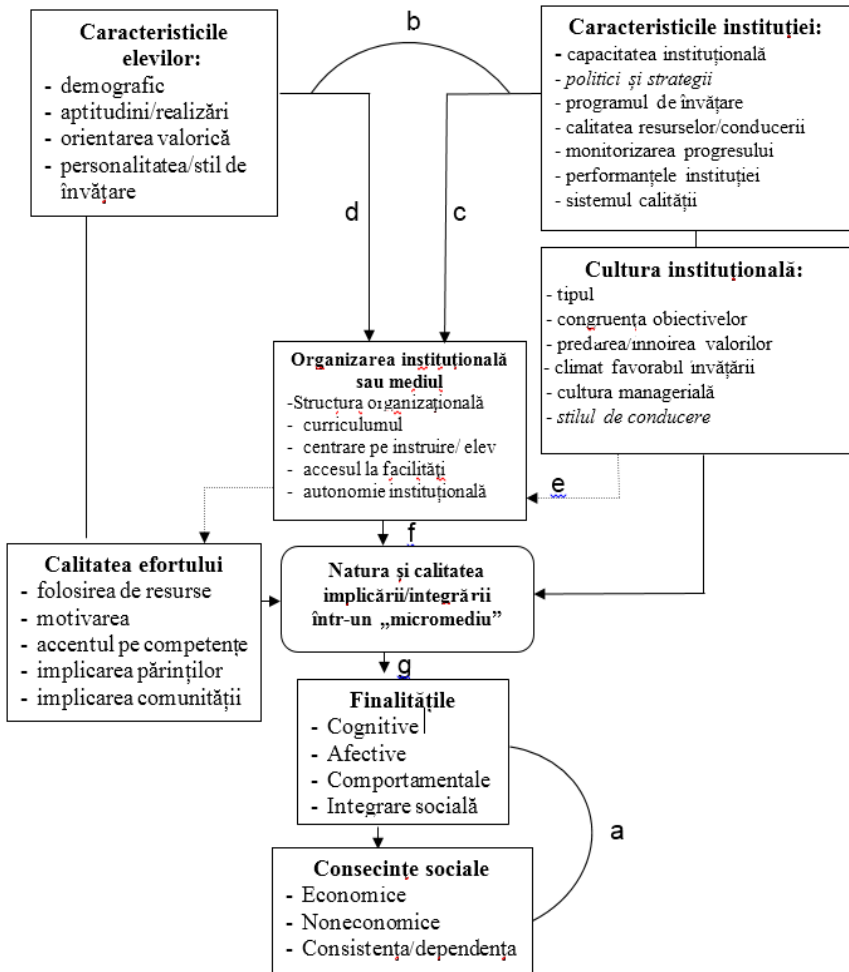 b
Caracteristicile
elevilor:
- demografic
- aptitudini/realizări
- orientarea valorică
- personalitatea/stil de
învățare
Caracteristicile instituției:
- capacitatea instituțională
- politici și strategii
- programul de învățare
- calitatea resurselor/conducerii
- monitorizarea progresului
- performanțele instituției
- sistemul calității
d
c
Cultura instituțională:
- tipul
- congruența obiectivelor
- predarea/innoirea valorilor
-climat favorabil invățării
- cultura managerială
- stilul de conducere
Organizarea instituțională
sau mediul
-Structura organizațională
- curriculumul
- centrare pe instruire/ elev
- accesul la facilități
- autonomie instituțională
e
f
Calitatea efortului
- folosirea de resurse
- motivarea
- accentul pe competențe
- implicarea părinților
- implicarea comunității
Natura și calitatea
implicării/integrării
într-un „micromediu”
g
Finalitățile
- Cognitive
- Afective
- Comportamentale
- Integrare socială
a
Consecințe sociale
- Economice
- Noneconomice
- Consistența/dependența